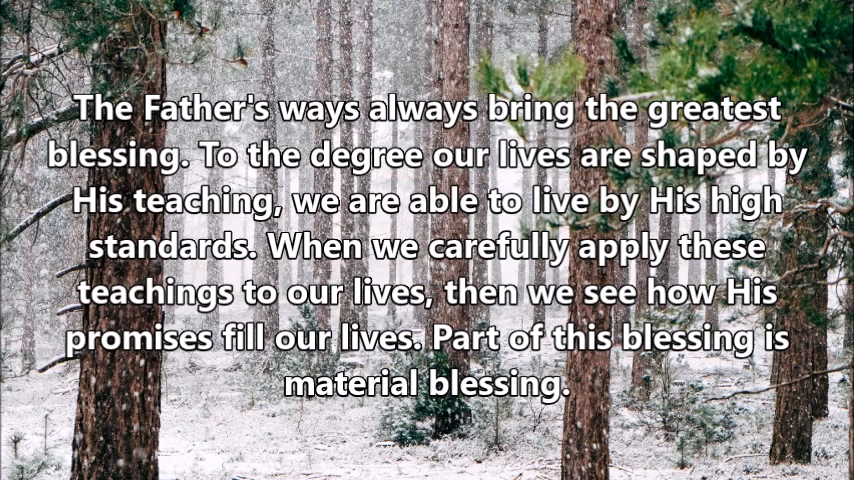 The Father's ways always bring the greatest
blessing. To the degree our lives are shaped by
His teaching, we are able to live by His high
standards. When we carefully apply these
teachings to our lives, then we see how His
promises fill our lives. Part of this blessing is
material blessing.